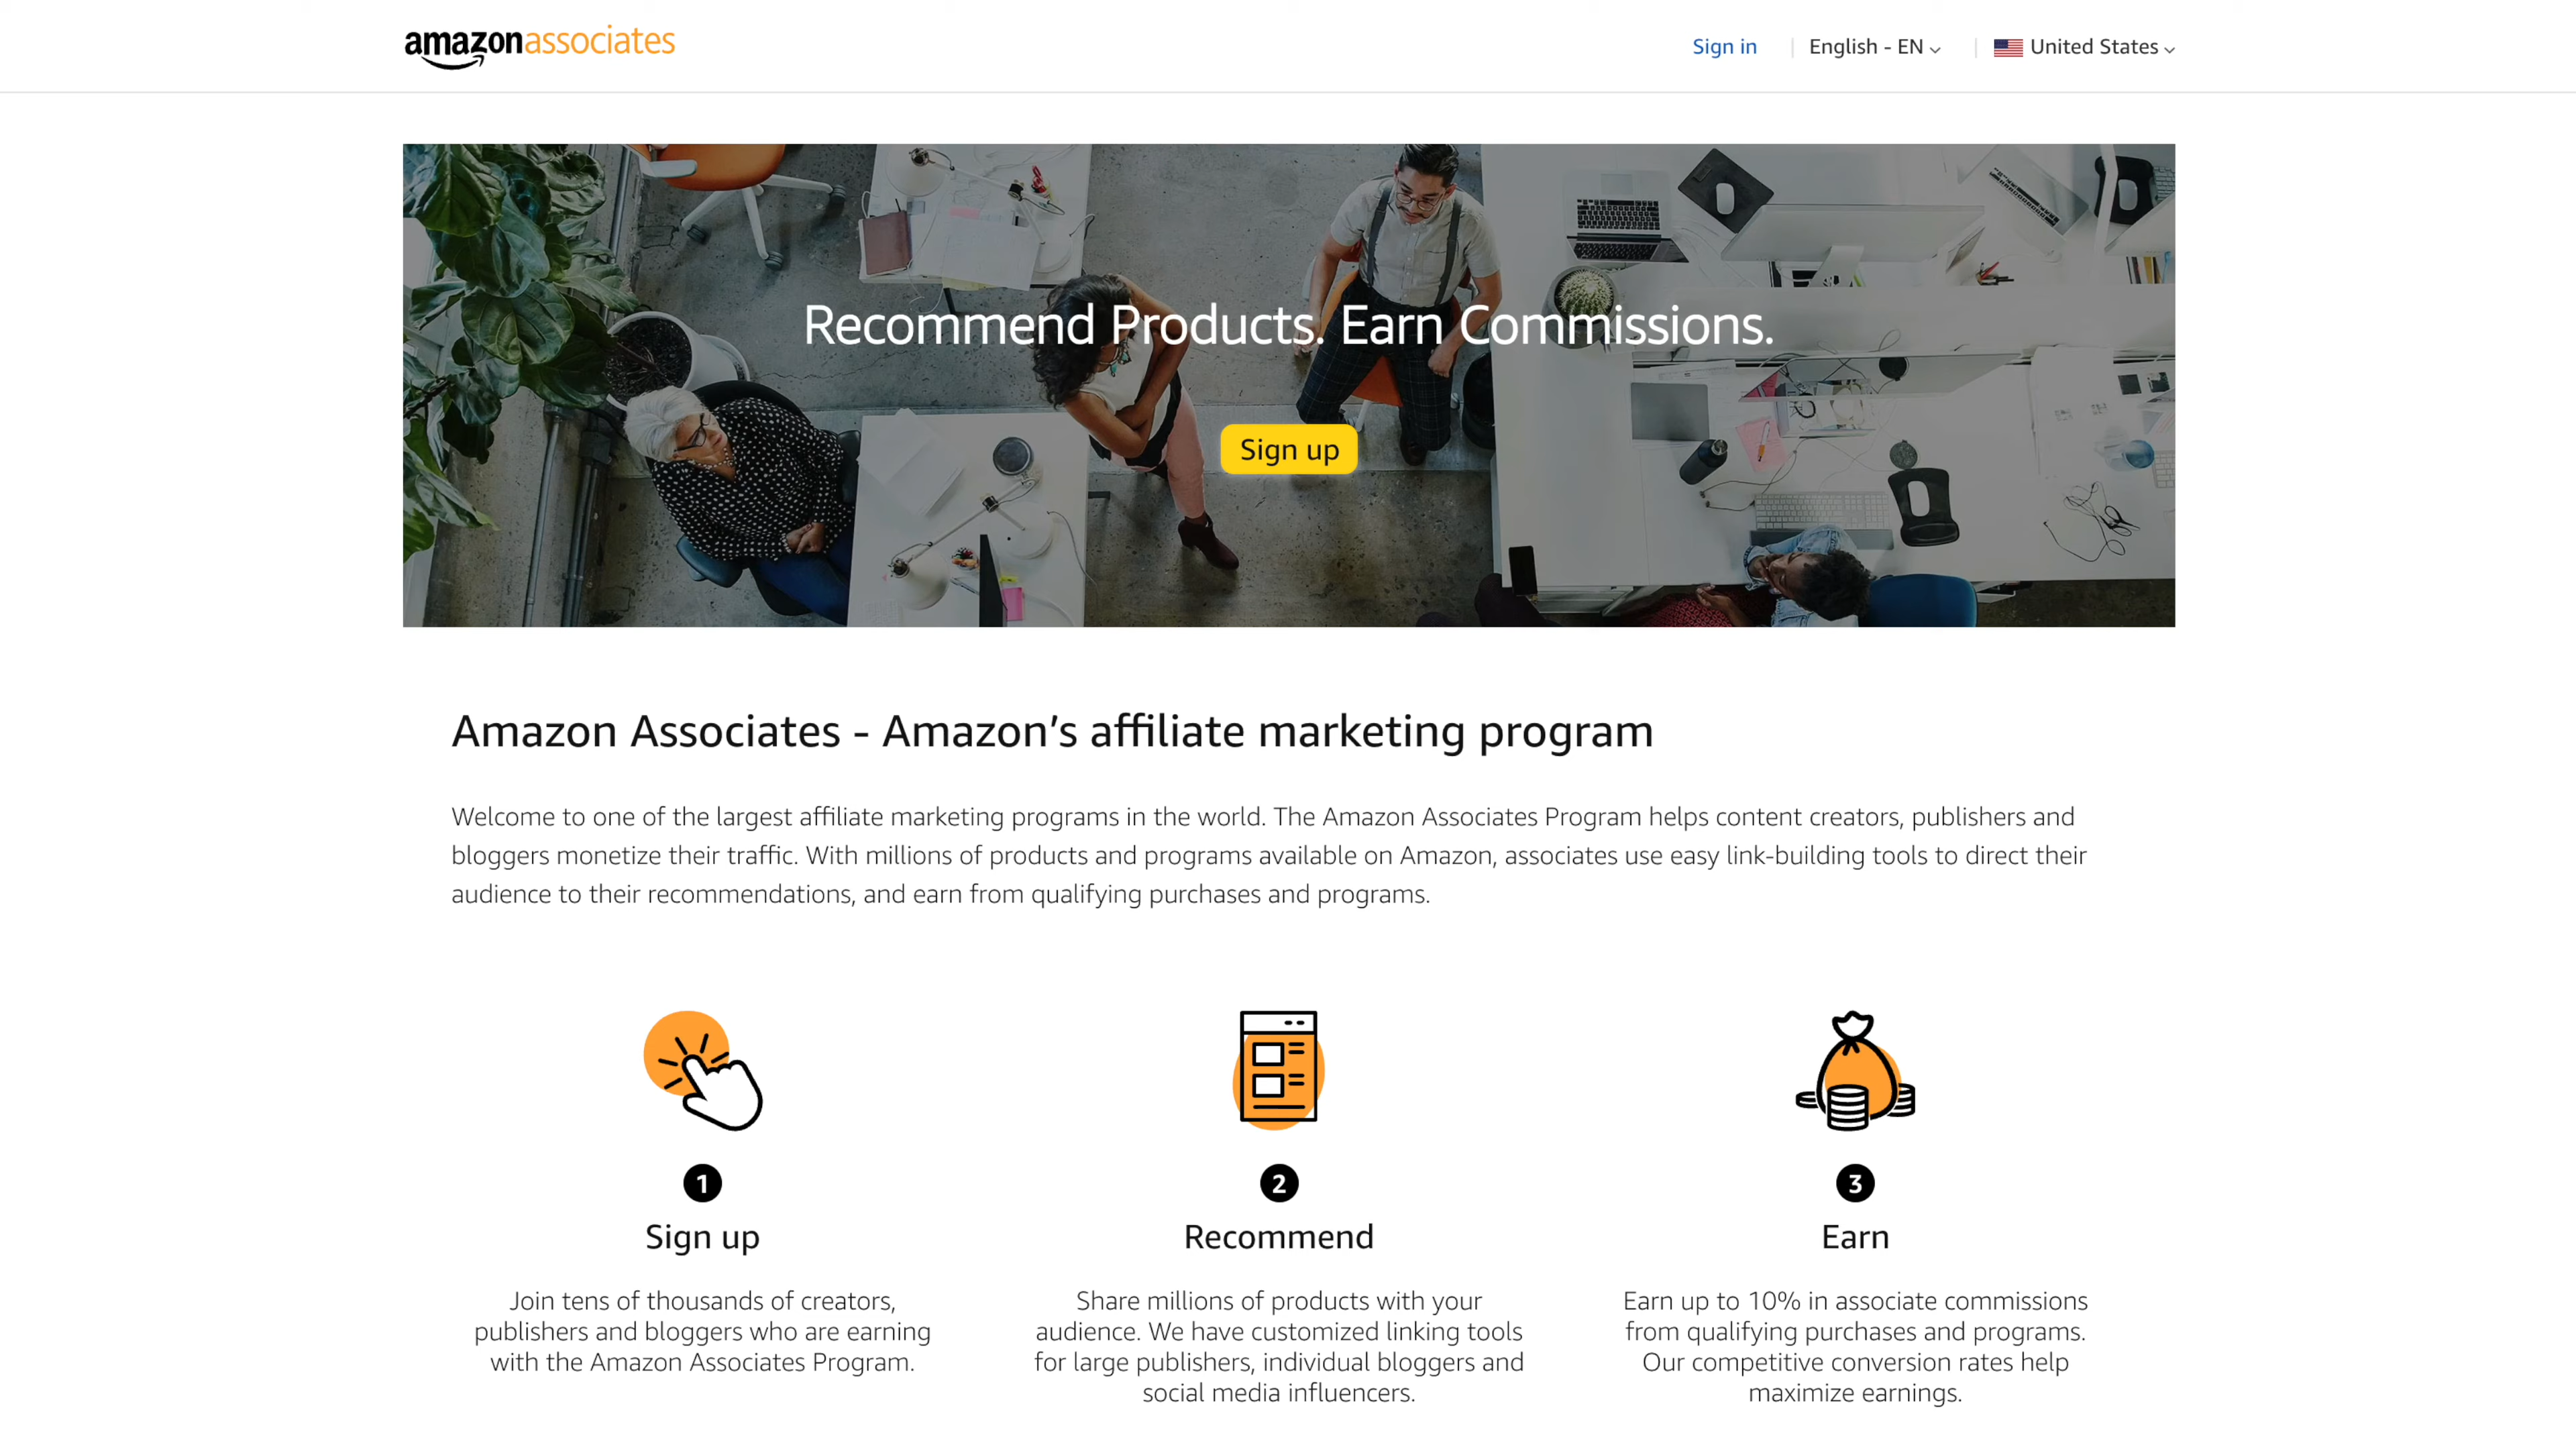 amazonassociates
Sign in
English - EN
United States
Recommend Products. Earn Commissions.
Sign up
Amazon Associates - Amazon’s affiliate marketing program
Welcome to one of the largest affiliate marketing programs in the world. The Amazon Associates Program helps content creators, publishers and
bloggers monetize their traffic. With millions of products and programs available on Amazon, associates use easy link-building tools to direct their
audience to their recommendations, and earn from qualifying purchases and programs.
1
Sign up
Join tens of thousands of creators,
publishers and bloggers who are earning
with the Amazon Associates Program.
2
Recommend
Share millions of products with your
audience. We have customized linking tools
for large publishers, individual bloggers and
social media influencers.
3
Earn
Earn up to 10% in associate commissions
from qualifying purchases and programs.
Our competitive conversion rates help
maximize earnings.